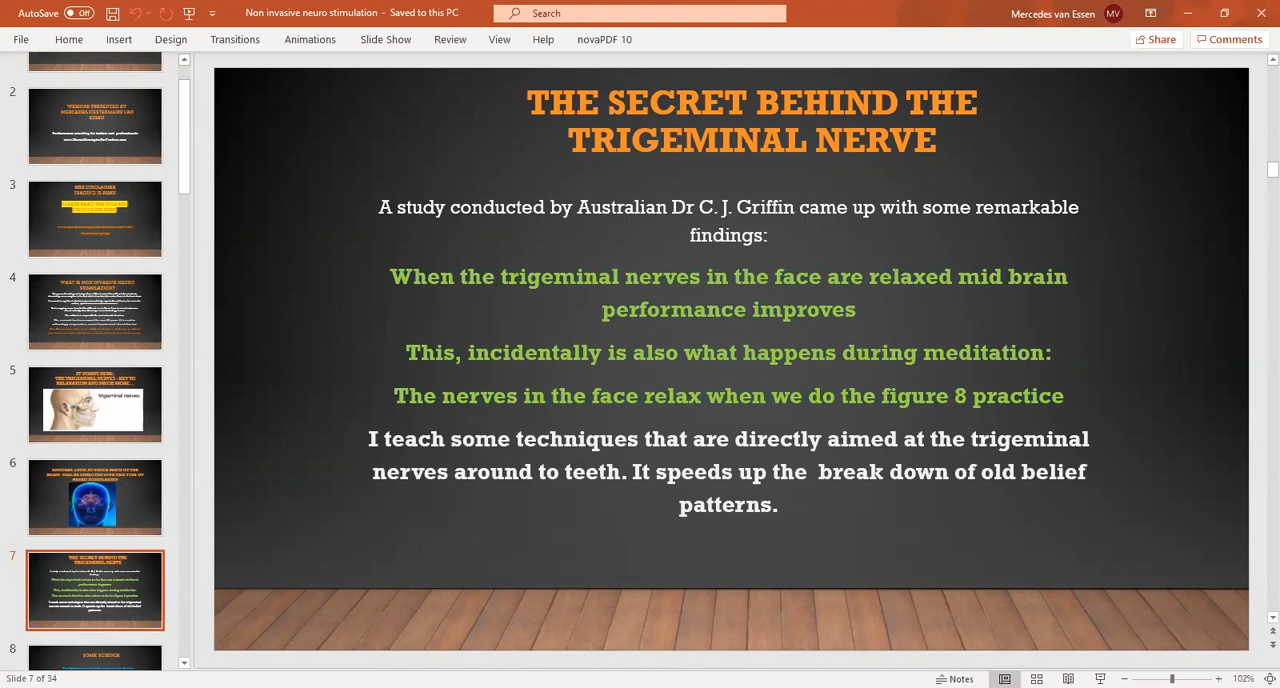 AutoSave Off
Non invasive neuro stimulation - Saved to this PC
Search
Mercedes van Essen MV
File Home Insert Design Transitions Animations Slide Show Review View Help novaPDF 10
Share Comments
2
3
4
5
trigeminal nerves
6
7
8
SOME SCIENCE
THE SECRET BEHIND THE
TRIGEMINAL NERVE
A study conducted by Australian Dr C. J. Griffin came up with some remarkable
findings:
When the trigeminal nerves in the face are relaxed mid brain
performance improves
This, incidentally is also what happens during meditation:
The nerves in the face relax when we do the figure 8 practice
I teach some techniques that are directly aimed at the trigeminal
nerves around to teeth. It speeds up the break down of old belief
patterns.
Slide 7 of 34
Notes
102%